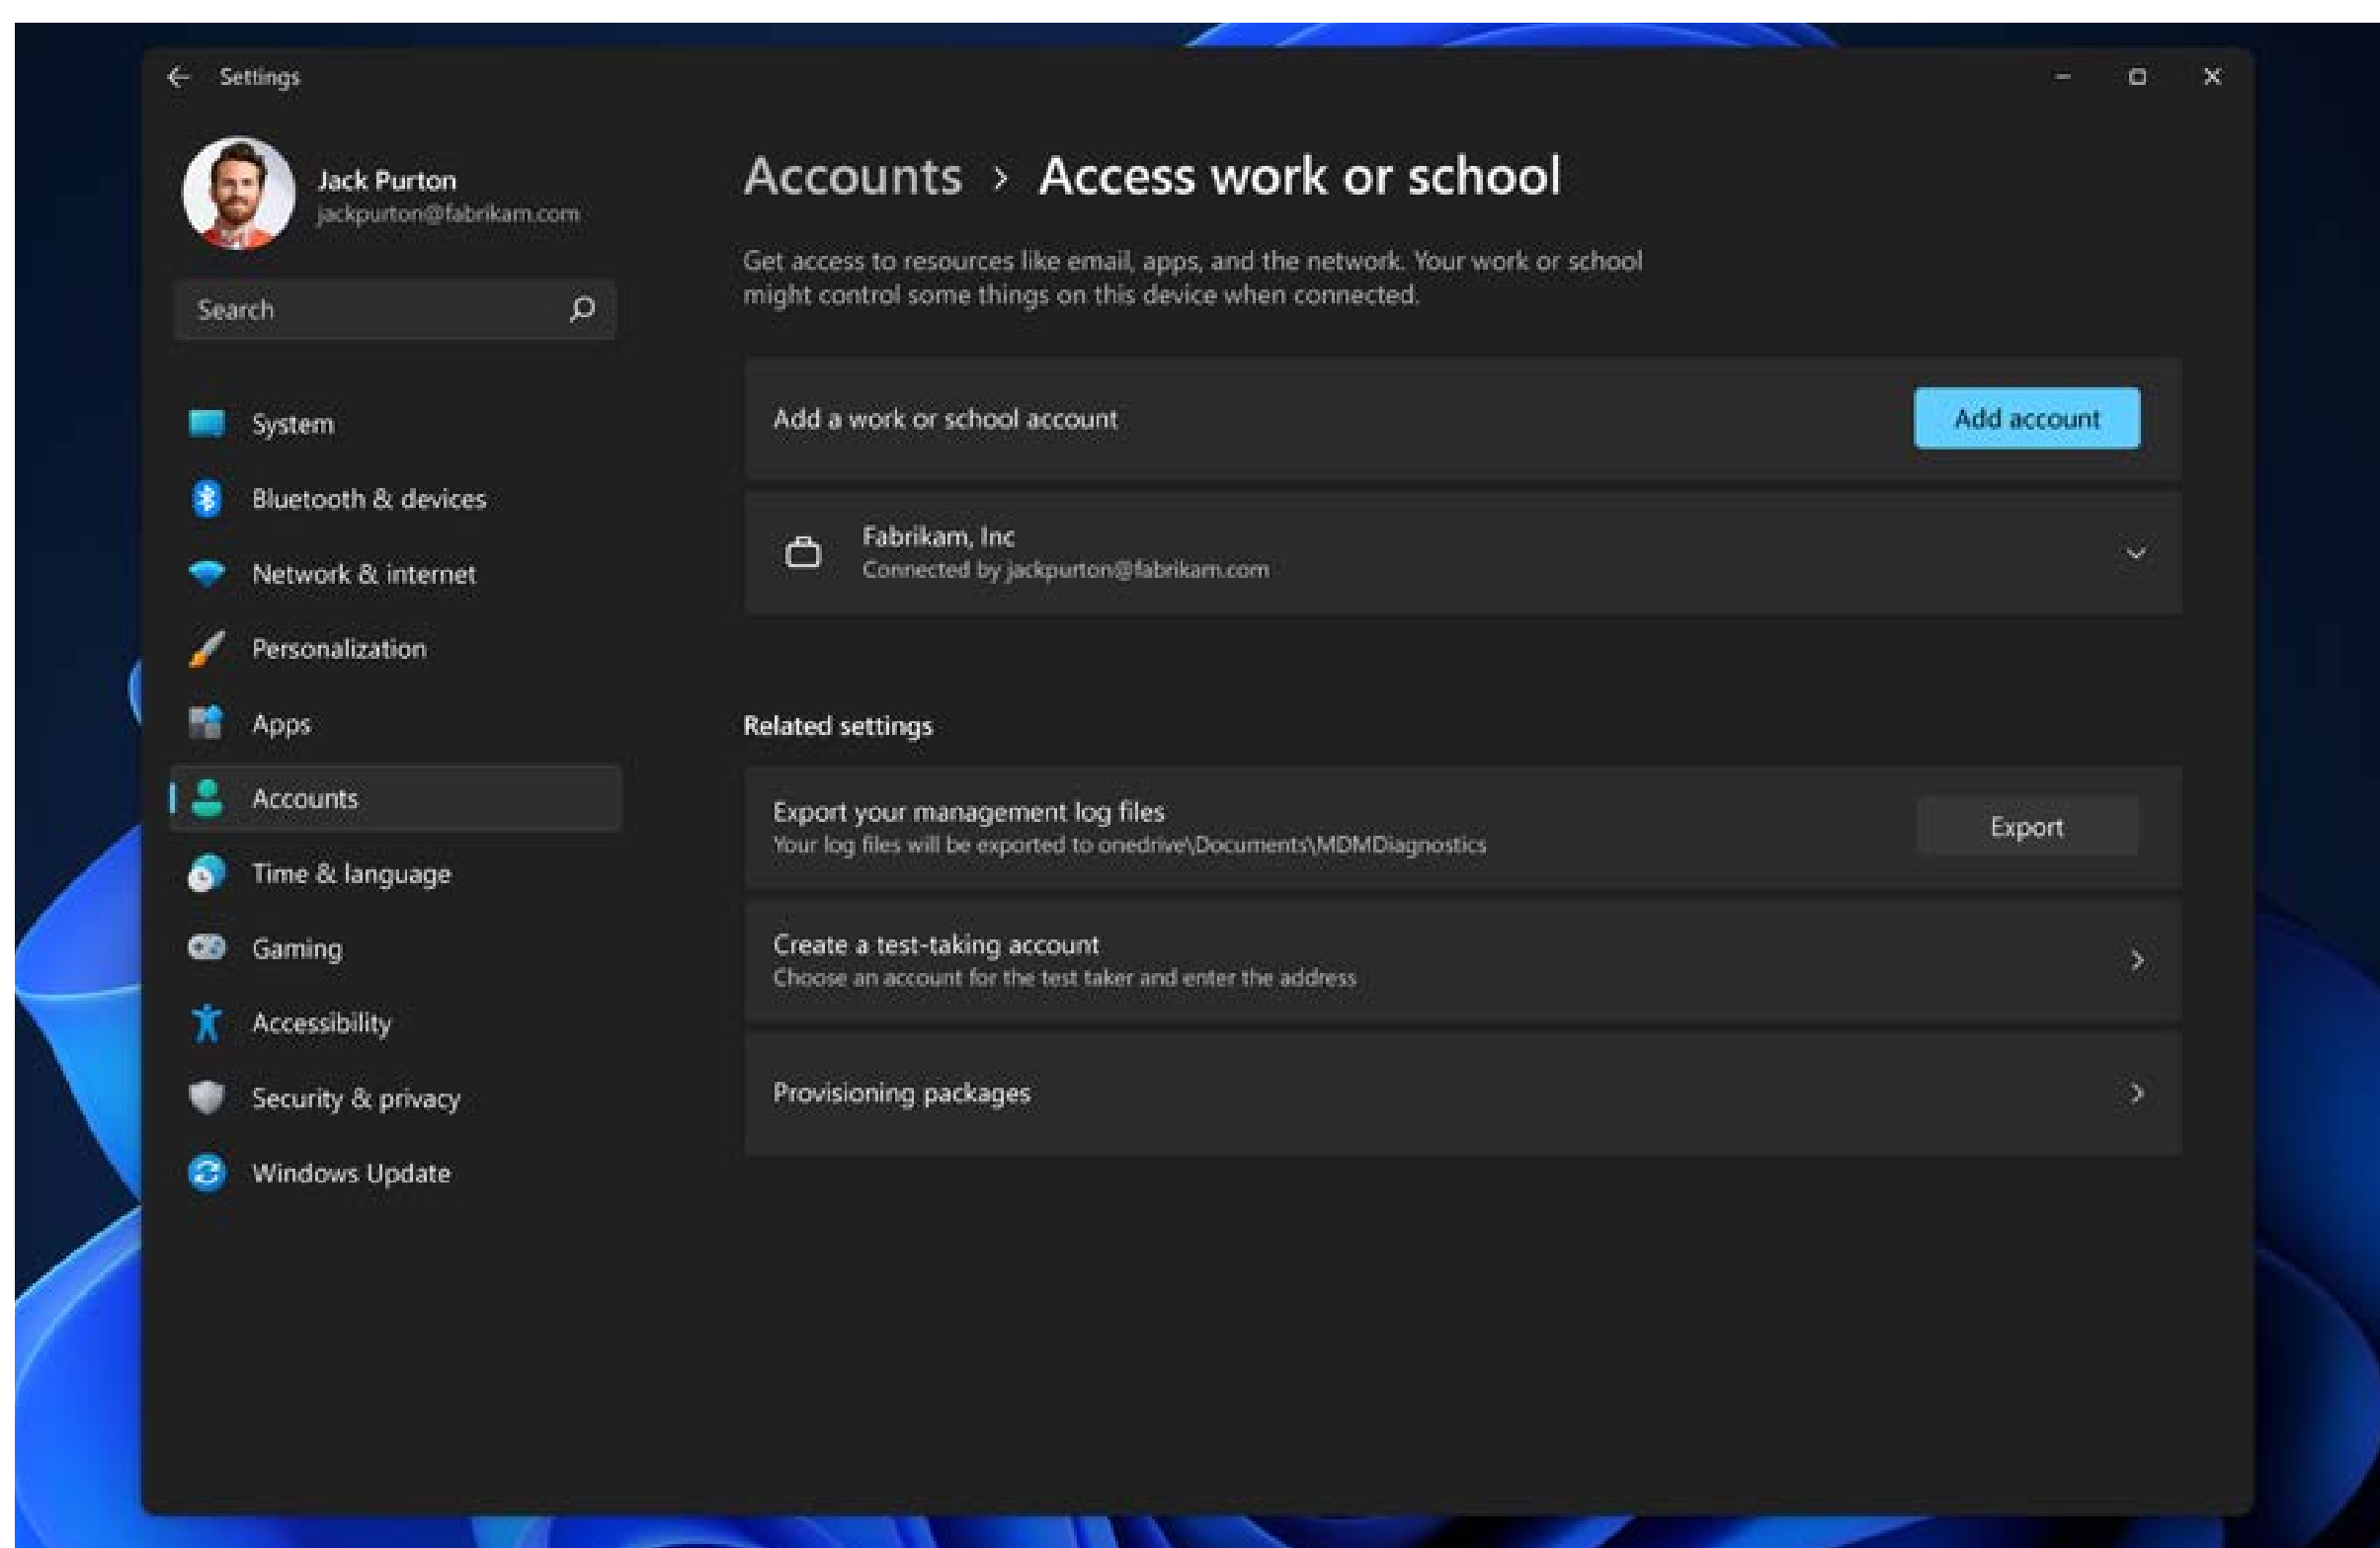 Settings
Jack Purton
jackpurton@fabrikam.com
Search
System
Bluetooth & devices
Network & internet
Personalization
Apps
Accounts
Time & language
Gaming
Accessibility
Security & privacy
Windows Update
Accounts > Access work or school
Get access to resources like email, apps, and the network. Your work or school
might control some things on this device when connected.
Add a work or school account
Add account
Fabrikam, Inc
Connected by jackpurton@fabrikam.com
Related settings
Export your management log files
Your log files will be exported to onedrive\Documents\MDMDiagnostics
Export
Create a test-taking account
Choose an account for the test taker and enter the address
Provisioning packages